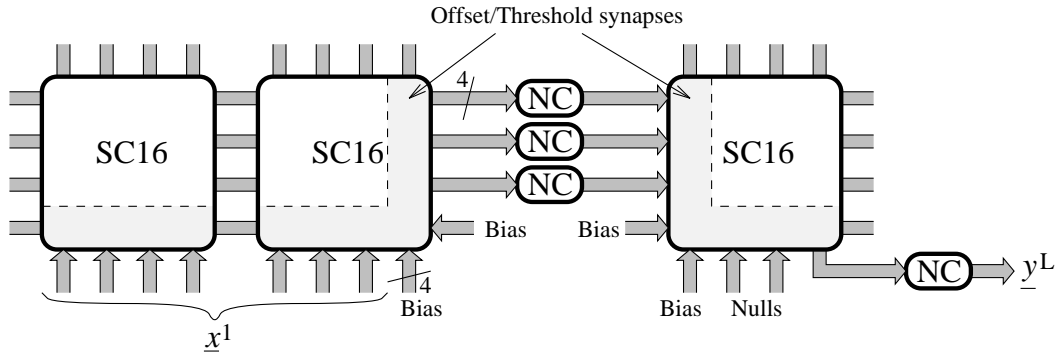 Offset/Threshold synapses
4
NC
SC16
SC16
NC
SC16
NC
Bias
Bias
NC
y^L
4
Bias
Bias
Nulls
x^1